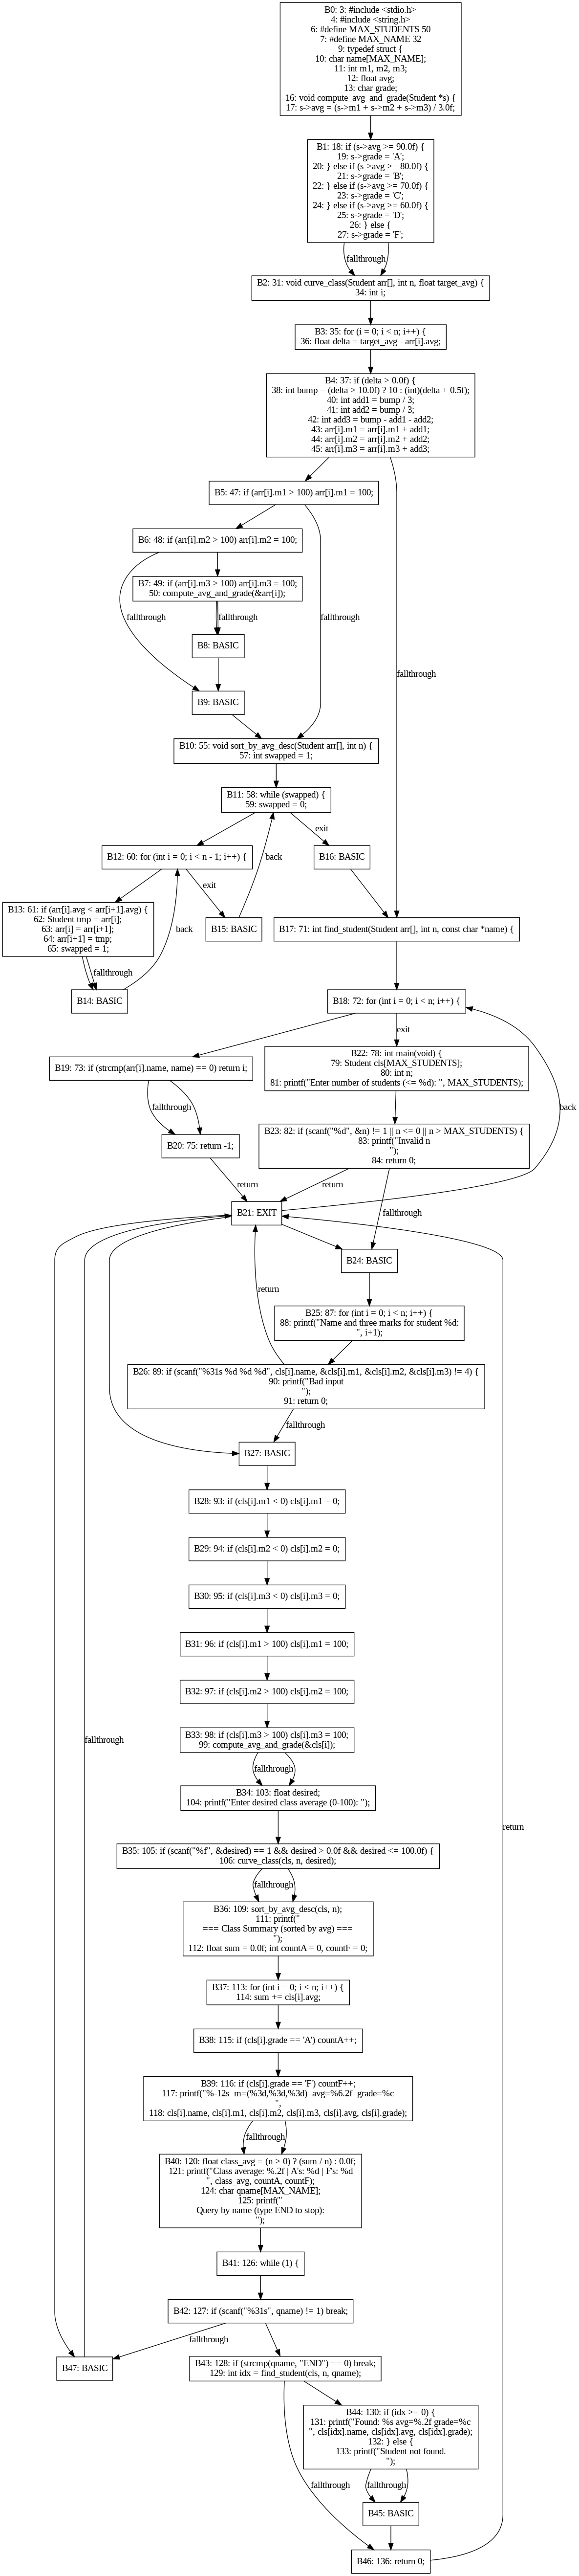 B0: 3: #include <stdio.h>
4: #include <string.h>
6: #define MAX_STUDENTS 50
7: #define MAX_NAME 32
9: typedef struct {
10: char name[MAX_NAME];
11: int m1, m2, m3;
12: float avg;
13: char grade;
16: void compute_avg_and_grade(Student *s) {
17: s->avg = (s->m1 + s->m2 + s->m3) / 3.0f;
B1: 18: if (s->avg >= 90.0f) {
19: s->grade = 'A';
20: } else if (s->avg >= 80.0f) {
21: s->grade = 'B';
22: } else if (s->avg >= 70.0f) {
23: s->grade = 'C';
24: } else if (s->avg >= 60.0f) {
25: s->grade = 'D';
26: } else {
27: s->grade = 'F';
fallthrough
B2: 31: void curve_class(Student arr[], int n, float target_avg) {
34: int i;
B3: 35: for (i = 0; i < n; i++) {
36: float delta = target_avg - arr[i].avg;
B4: 37: if (delta > 0.0f) {
38: int bump = (delta > 10.0f) ? 10 : (int)(delta + 0.5f);
40: int add1 = bump / 3;
41: int add2 = bump / 3;
42: int add3 = bump - add1 - add2;
43: arr[i].m1 = arr[i].m1 + add1;
44: arr[i].m2 = arr[i].m2 + add2;
45: arr[i].m3 = arr[i].m3 + add3;
B5: 47: if (arr[i].m1 > 100) arr[i].m1 = 100;
B6: 48: if (arr[i].m2 > 100) arr[i].m2 = 100;
B7: 49: if (arr[i].m3 > 100) arr[i].m3 = 100;
50: compute_avg_and_grade(&arr[i]);
fallthrough
fallthrough
fallthrough
B8: BASIC
fallthrough
B9: BASIC
B10: 55: void sort_by_avg_desc(Student arr[], int n) {
57: int swapped = 1;
B11: 58: while (swapped) {
59: swapped = 0;
exit
B12: 60: for (int i = 0; i < n - 1; i++) {
back
B16: BASIC
exit
B13: 61: if (arr[i].avg < arr[i+1].avg) {
62: Student tmp = arr[i];
63: arr[i] = arr[i+1];
64: arr[i+1] = tmp;
65: swapped = 1;
back
B15: BASIC
B17: 71: int find_student(Student arr[], int n, const char *name) {
fallthrough
B14: BASIC
B18: 72: for (int i = 0; i < n; i++) {
exit
B19: 73: if (strcmp(arr[i].name, name) == 0) return i;
B22: 78: int main(void) {
79: Student cls[MAX_STUDENTS];
80: int n;
81: printf("Enter number of students (<= %d): ", MAX_STUDENTS);
fallthrough
back
B20: 75: return -1;
B23: 82: if (scanf("%d", &n) != 1 || n <= 0 || n > MAX_STUDENTS) {
83: printf("Invalid n
");
84: return 0;
return
return
B21: EXIT
fallthrough
B24: BASIC
return
B25: 87: for (int i = 0; i < n; i++) {
88: printf("Name and three marks for student %d:
", i+1);
B26: 89: if (scanf("%31s %d %d %d", cls[i].name, &cls[i].m1, &cls[i].m2, &cls[i].m3) != 4) {
90: printf("Bad input
");
91: return 0;
fallthrough
B27: BASIC
B28: 93: if (cls[i].m1 < 0) cls[i].m1 = 0;
B29: 94: if (cls[i].m2 < 0) cls[i].m2 = 0;
B30: 95: if (cls[i].m3 < 0) cls[i].m3 = 0;
B31: 96: if (cls[i].m1 > 100) cls[i].m1 = 100;
B32: 97: if (cls[i].m2 > 100) cls[i].m2 = 100;
B33: 98: if (cls[i].m3 > 100) cls[i].m3 = 100;
99: compute_avg_and_grade(&cls[i]);
fallthrough
fallthrough
B34: 103: float desired;
104: printf("Enter desired class average (0-100): ");
return
B35: 105: if (scanf("%f", &desired) == 1 && desired > 0.0f && desired <= 100.0f) {
106: curve_class(cls, n, desired);
fallthrough
B36: 109: sort_by_avg_desc(cls, n);
111: printf("
=== Class Summary (sorted by avg) ===
");
112: float sum = 0.0f; int countA = 0, countF = 0;
B37: 113: for (int i = 0; i < n; i++) {
114: sum += cls[i].avg;
B38: 115: if (cls[i].grade == 'A') countA++;
B39: 116: if (cls[i].grade == 'F') countF++;
117: printf("%-12s  m=(%3d,%3d,%3d)  avg=%6.2f  grade=%c
",
118: cls[i].name, cls[i].m1, cls[i].m2, cls[i].m3, cls[i].avg, cls[i].grade);
fallthrough
B40: 120: float class_avg = (n > 0) ? (sum / n) : 0.0f;
121: printf("Class average: %.2f | A's: %d | F's: %d
", class_avg, countA, countF);
124: char qname[MAX_NAME];
125: printf("
Query by name (type END to stop):
");
B41: 126: while (1) {
B42: 127: if (scanf("%31s", qname) != 1) break;
fallthrough
B47: BASIC
B43: 128: if (strcmp(qname, "END") == 0) break;
129: int idx = find_student(cls, n, qname);
B44: 130: if (idx >= 0) {
131: printf("Found: %s avg=%.2f grade=%c
", cls[idx].name, cls[idx].avg, cls[idx].grade);
132: } else {
133: printf("Student not found.
");
fallthrough
fallthrough
B45: BASIC
B46: 136: return 0;